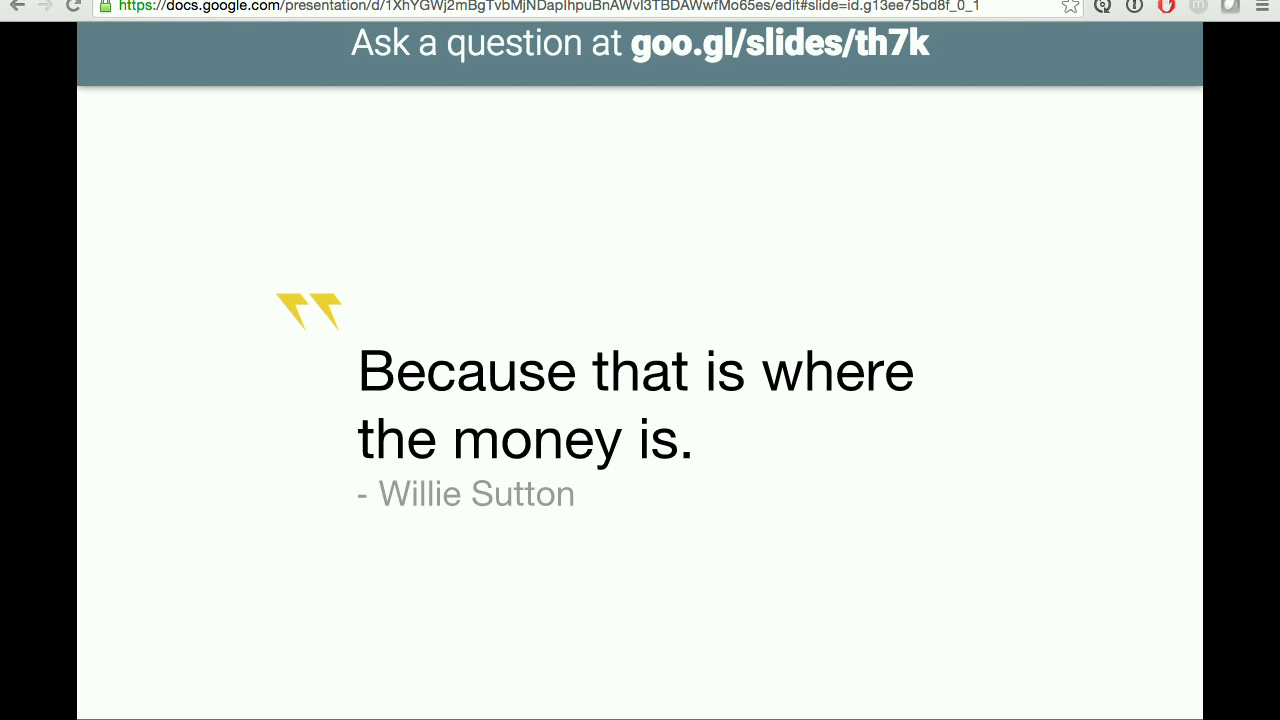 https://docs.google.com/presentation/d/1XhYGWj2mBgTvbMjNDapIhpuBnAWvl3TBDAWwfMo65es/edit#slide=id.g13ee75bd8f_0_1
Ask a question at goo.gl/slides/th7k
Because that is where
the money is.
- Willie Sutton